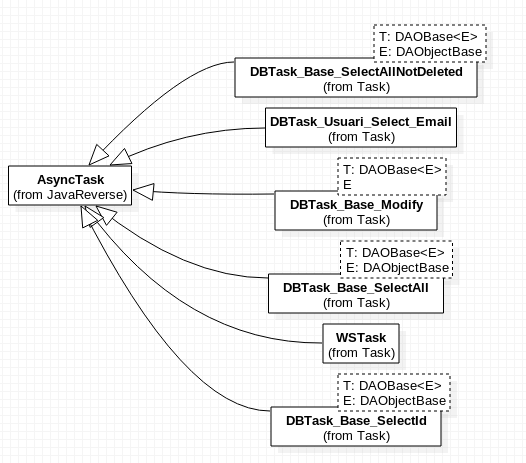 T: DAOBase<E>
E: DAObjectBase
DBTask_Base_SelectAllNotDeleted
(from Task)
DBTask_Usuari_Select_Email
(from Task)
AsyncTask
(from JavaReverse)
T: DAOBase<E>
E
DBTask_Base_Modify
(from Task)
T: DAOBase<E>
E: DAObjectBase
DBTask_Base_SelectAll
(from Task)
WSTask
(from Task)
T: DAOBase<E>
E: DAObjectBase
DBTask_Base_SelectId
(from Task)